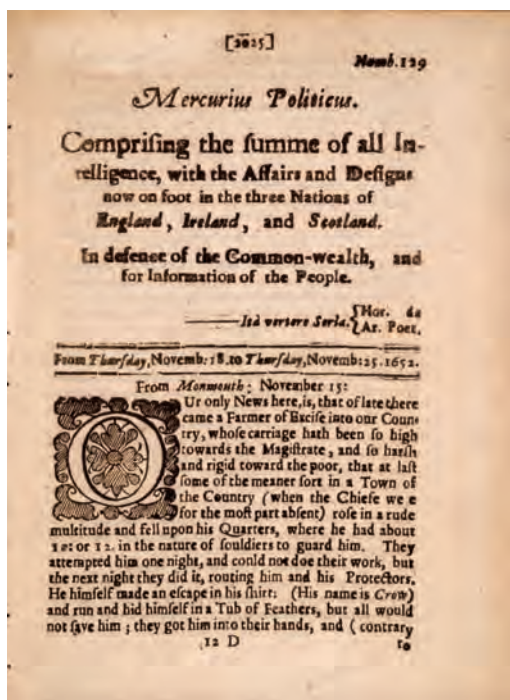 [2025]
Numb.129
Mercurius Politicus.
Compriſing the ſumme of all In-
telligence, with the Affairs and Deſigns
now on foot in the three Nations of
England, Ireland, and Scotland.
In defence of the Common-wealth, and
for Information of the People.
——Ità vertere Seria. {Hor. de
Ar. Poet.
From Thurſday, Novemb: 18. to Thurſday, Novemb: 25. 1652.
From Monmouth; November 15:
OUr only News here, is, that of late there
came a Farmer of Exciſe into our Coun-
try, whoſe carriage hath been ſo high
towards the Magiſtrate, and ſo harſh
and rigid toward the poor, that at laſt
ſome of the meaner ſort in a Town of
the Country (when the Chiefe we e
for the moſt part abſent) roſe in a rude
multitude and fell upon his Quarters, where he had about
10: or 12. in the nature of ſouldiers to guard him. They
attempted him one night, and could not doe their work, but
the next night they did it, routing him and his Protectors.
He himſelf made an eſcape in his ſhirt: (His name is Crow)
and run and hid himſelf in a Tub of Feathers, but all would
not ſave him; they got him into their hands, and (contrary
12 D
to